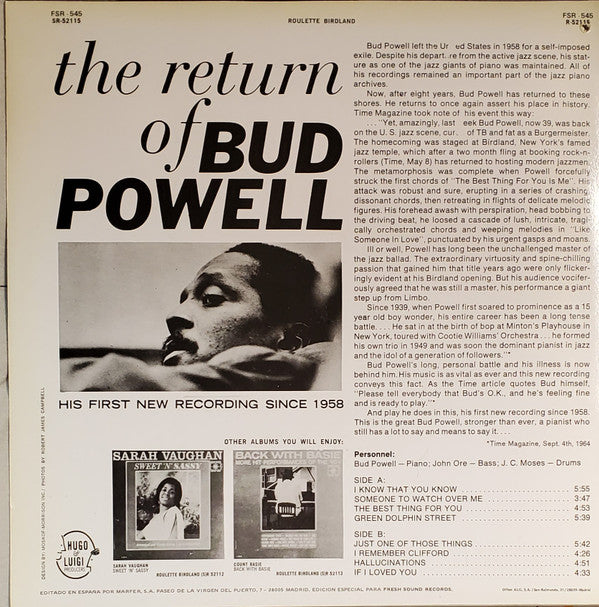 FSR - 545
SR-52115
ROULETTE BIRDLAND
FSR - 545
R-52115
the return
of BUD
POWELL
HIS FIRST NEW RECORDING SINCE 1958
Bud Powell left the Ur ed States in 1958 for a self-imposed
exile. Despite his depart. re from the active jazz scene, his stat-
ure as one of the jazz giants of piano was maintained. All of
his recordings remained an important part of the jazz piano
archives.
Now, after eight years, Bud Powell has returned to these
shores. He returns to once again assert his place in history.
Time Magazine took note of his event this way:
. . . . "Yet, amazingly, last eek Bud Powell, now 39, was back
on the U. S. jazz scene, cur. of TB and fat as a Burgermeister.
The homecoming was staged at Birdland, New York's famed
jazz temple, which after a two month fling at booking rock-n-
rollers (Time, May 8) has returned to hosting modern jazzmen.
The metamorphosis was complete when Powell forcefully
struck the first chords of "The Best Thing For You Is Me". His
attack was robust and sure, erupting in a series of crashing,
dissonant chords, then retreating in flights of delicate melodic
figures. His forehead awash with perspiration, head bobbing to
the driving beat, he loosed a cascade of lush, intricate, tragi-
cally orchestrated chords and weeping melodies in "Like
Someone In Love", punctuated by his urgent gasps and moans.
Ill or well, Powell has long been the unchallenged master of
the jazz ballad. The extraordinary virtuosity and spine-chilling
passion that gained him that title years ago were only flicker-
ingly evident at his Birdland opening. But his audience vocifer-
ously agreed that he was still a master, his performance a giant
step up from Limbo.
Since 1939, when Powell first soared to prominence as a 15
year old boy wonder, his entire career has been a long tense
battle. . . . He sat in at the birth of bop at Minton's Playhouse in
New York, toured with Cootie Williams' Orchestra . . . he formed
his own trio in 1949 and was soon the dominant pianist in jazz
and the idol of a generation of followers."*
Bud Powell's long, personal battle and his illness is now
behind him. His music is as vital as ever and this new recording
conveys this fact. As the Time article quotes Bud himself,
"Please tell everybody that Bud's O.K., and he's feeling fine
and is ready to play."*
And play he does in this, his first new recording since 1958.
This is the great Bud Powell, stronger than ever, a pianist who
still has a lot to say and means to say it. . . .
*Time Magazine, Sept. 4th, 1964
Personnel:
Bud Powell — Piano; John Ore — Bass; J. C. Moses — Drums
SIDE A:
I KNOW THAT YOU KNOW 5:55
SOMEONE TO WATCH OVER ME 3:47
THE BEST THING FOR YOU 4:53
GREEN DOLPHIN STREET 5:39
SIDE B:
JUST ONE OF THOSE THINGS 5:42
I REMEMBER CLIFFORD 4:26
HALLUCINATIONS 4:51
IF I LOVED YOU 4:33
OTHER ALBUMS YOU WILL ENJOY:
SARAH VAUGHAN
SWEET 'N' SASSY
BACK WITH BASIE
MORE HIT PERFORMANCES OF THE
SARAH VAUGHAN
SWEET 'N' SASSY
ROULETTE BIRDLAND (S)R 52112
COUNT BASIE
BACK WITH BASIE
ROULETTE BIRDLAND (S)R 52113
HUGO
& LUIGI
PRODUCERS
DESIGN BY: MOSKOF-MORRISON, INC. / PHOTOS BY: ROBERT JAMES CAMPBELL
EDITADO EN ESPAÑA POR MARFER, S.A. PASEO DE LA VIRGEN DEL PUERTO, 7 - 28005 MADRID. EDICION ESPECIAL PARA FRESH SOUND RECORDS.